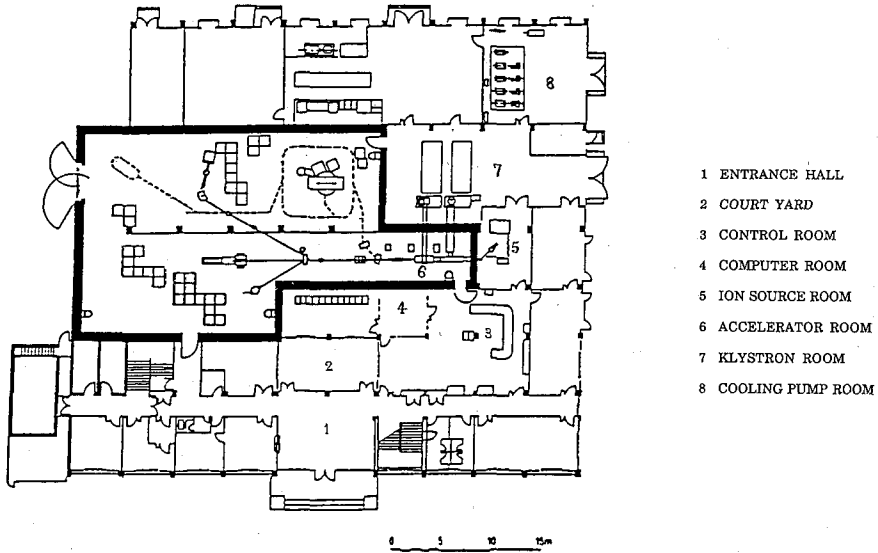 8
7
5
6
4
3
2
1
1 ENTRANCE HALL
2 COURT YARD
3 CONTROL ROOM
4 COMPUTER ROOM
5 ION SOURCE ROOM
6 ACCELERATOR ROOM
7 KLYSTRON ROOM
8 COOLING PUMP ROOM
0 5 10 15m